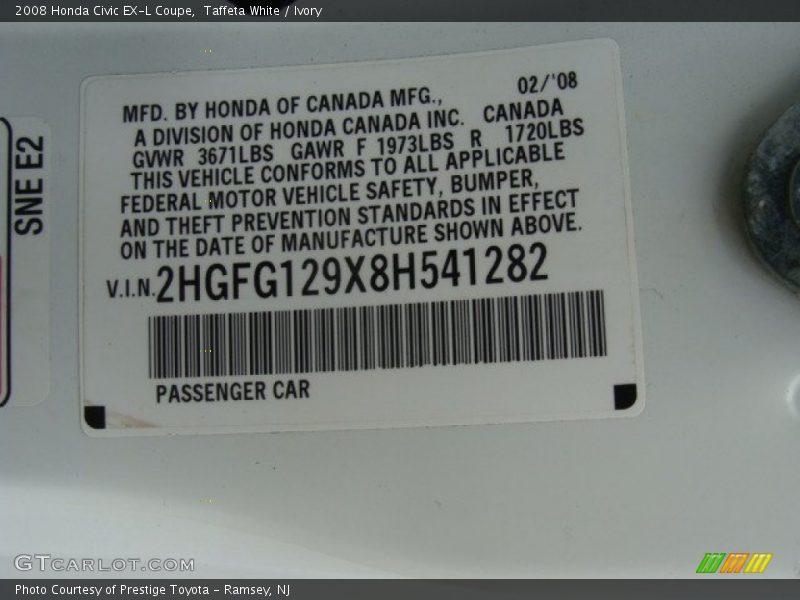 2008 Honda Civic EX-L Coupe, Taffeta White / Ivory
SNE E2
02/'08
MFD. BY HONDA OF CANADA MFG.,
A DIVISION OF HONDA CANADA INC. CANADA
GVWR 3671LBS GAWR F 1973LBS R 1720LBS
THIS VEHICLE CONFORMS TO ALL APPLICABLE
FEDERAL MOTOR VEHICLE SAFETY, BUMPER,
AND THEFT PREVENTION STANDARDS IN EFFECT
ON THE DATE OF MANUFACTURE SHOWN ABOVE.
V.I.N. 2HGFG129X8H541282
PASSENGER CAR
GTCARLOT.COM
Photo Courtesy of Prestige Toyota - Ramsey, NJ